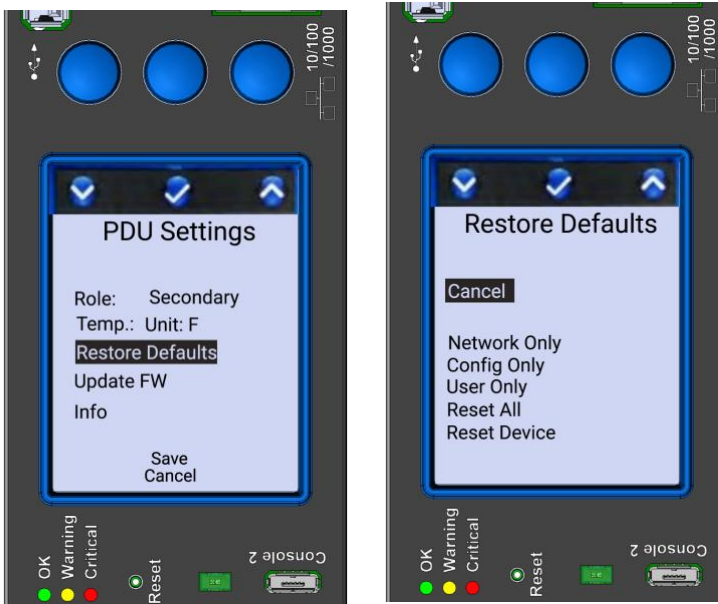 10/100
/1000
PDU Settings
Role: Secondary
Temp.: Unit: F
Restore Defaults
Update FW
Info
Save
Cancel
OK
Warning
Critical
Reset
Console 2
10/100
/1000
Restore Defaults
Cancel
Network Only
Config Only
User Only
Reset All
Reset Device
OK
Warning
Critical
Reset
Console 2